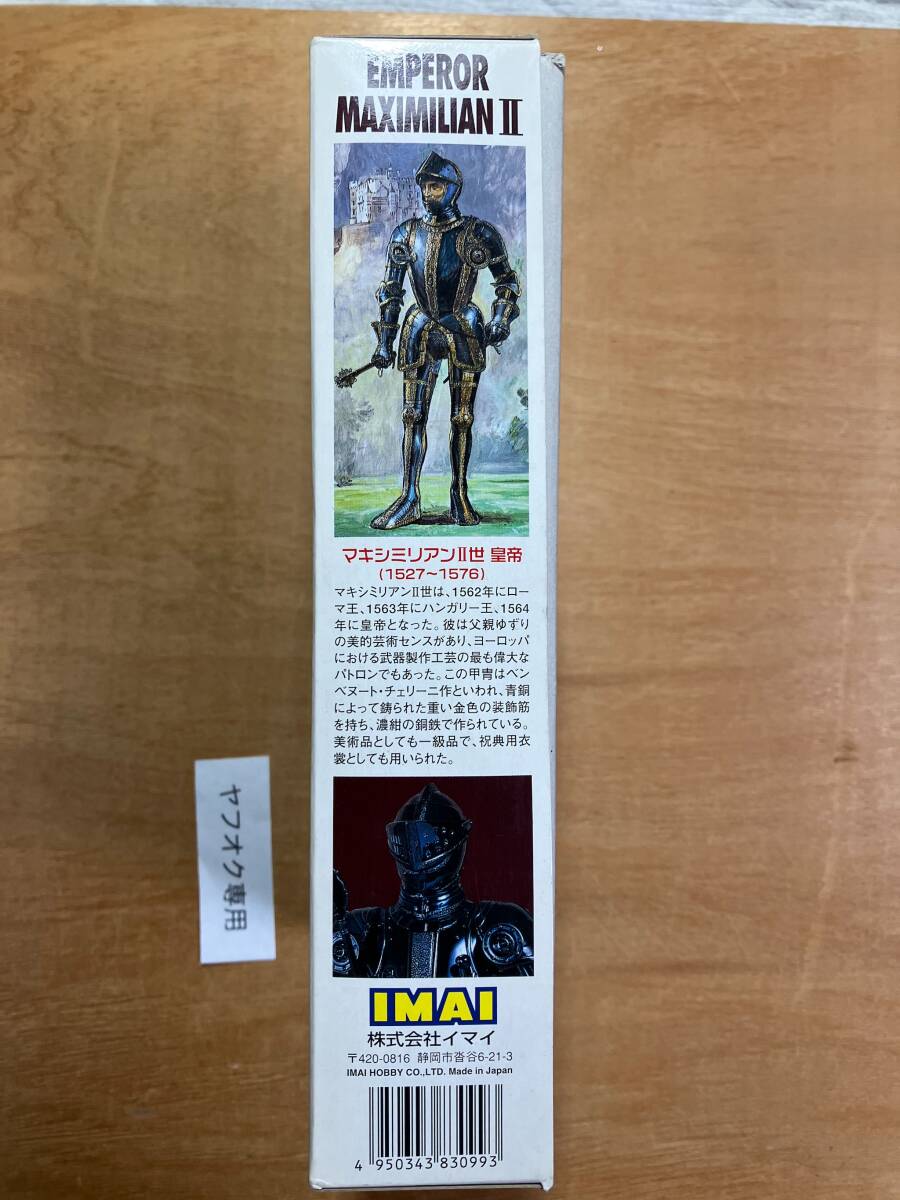 EMPEROR
MAXIMILIAN II
マキシミリアンII世 皇帝
(1527〜1576)
マキシミリアンII世は、1562年にロー
マ王、1563年にハンガリー王、1564
年に皇帝となった。彼は父親ゆずり
の美的芸術センスがあり、ヨーロッパ
における武器製作工芸の最も偉大な
パトロンでもあった。この甲冑はベン
ベヌート・チェリーニ作といわれ、青銅
によって鋳られた重い金色の装飾筋
を持ち、濃紺の鋼鉄で作られている。
美術品としても一級品で、祝典用衣
裳としても用いられた。
ヤフオク専用
IMAI
株式会社イマイ
〒420-0816 静岡市沓谷6-21-3
IMAI HOBBY CO.,LTD. Made in Japan
4 950343 830993